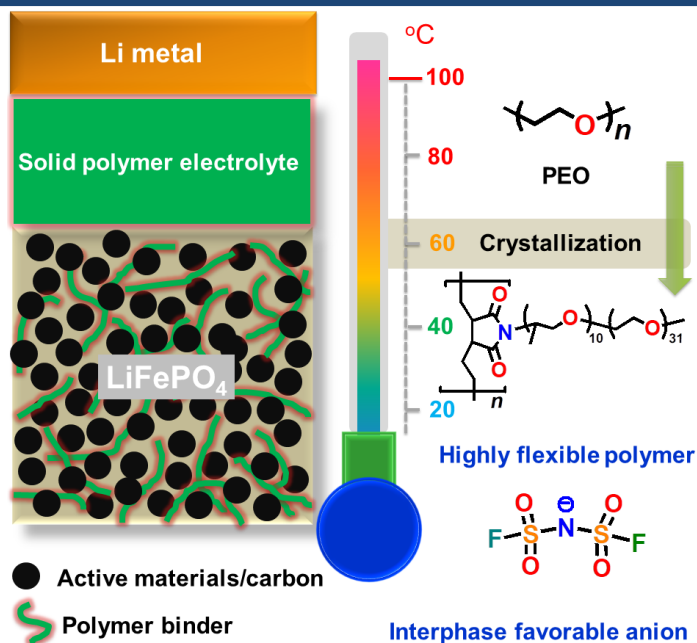 Li metal
Solid polymer electrolyte
LiFePO₄
Active materials/carbon
Polymer binder
°C
100
80
60
40
20
O
n
PEO
Crystallization
O
N
O
O
10
O
31
n
Highly flexible polymer
⊖
O
O
F
S
N
S
F
O
O
Interphase favorable anion